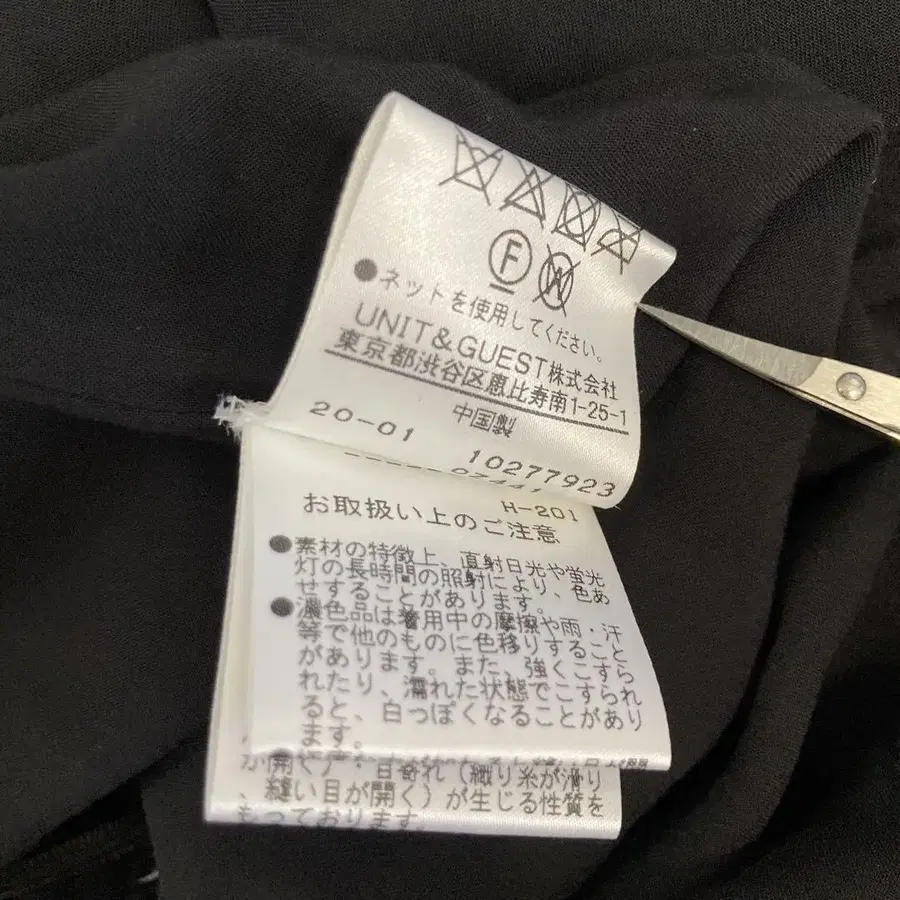 F
W
●ネットを使用してください。
UNIT&GUEST株式会社
東京都渋谷区恵比寿南1-25-1
中国製
20-01
10277923
H-201
お取扱い上のご注意
●素材の特徴上、直射日光や蛍光
灯の長時間の照射により、色あ
せすることがあります。
●濃色品は着用中の摩擦や雨・汗
等で他のものに色移りすること
があります。また、強くこすら
れたり、濡れた状態でこすられ
ると、白っぽくなることがあり
ます。
(織り糸が滑り
、縫い目が開く)が生じる性質を
もっております。